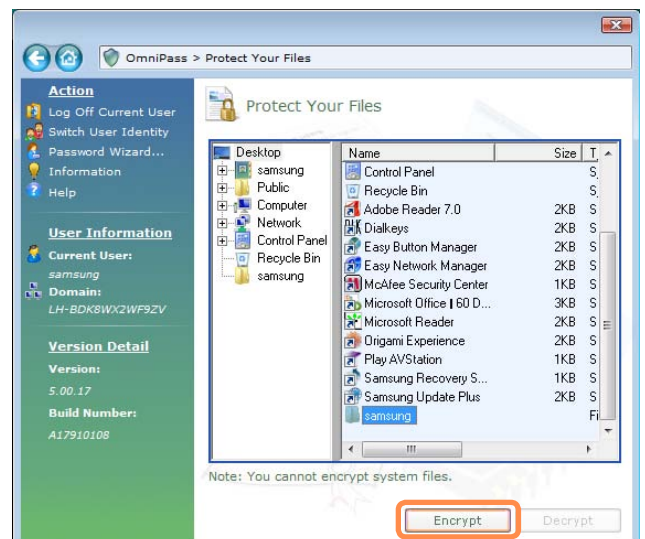 OmniPass > Protect Your Files
Action
Log Off Current User
Switch User Identity
Password Wizard...
Information
Help
User Information
Current User:
samsung
Domain:
LH-BDK8WX2WF9ZV
Version Detail
Version:
5.00.17
Build Number:
A17910108
Protect Your Files
Desktop
samsung
Public
Computer
Network
Control Panel
Recycle Bin
samsung
Name Size T
Control Panel S
Recycle Bin S
Adobe Reader 7.0 2KB S
Dialkeys 2KB S
Easy Button Manager 2KB S
Easy Network Manager 2KB S
McAfee Security Center 1KB S
Microsoft Office | 60 D... 3KB S
Microsoft Reader 2KB S
Origami Experience 2KB S
Play AVStation 1KB S
Samsung Recovery S... 1KB S
Samsung Update Plus 2KB S
samsung Fi
Note: You cannot encrypt system files.
Encrypt Decrypt